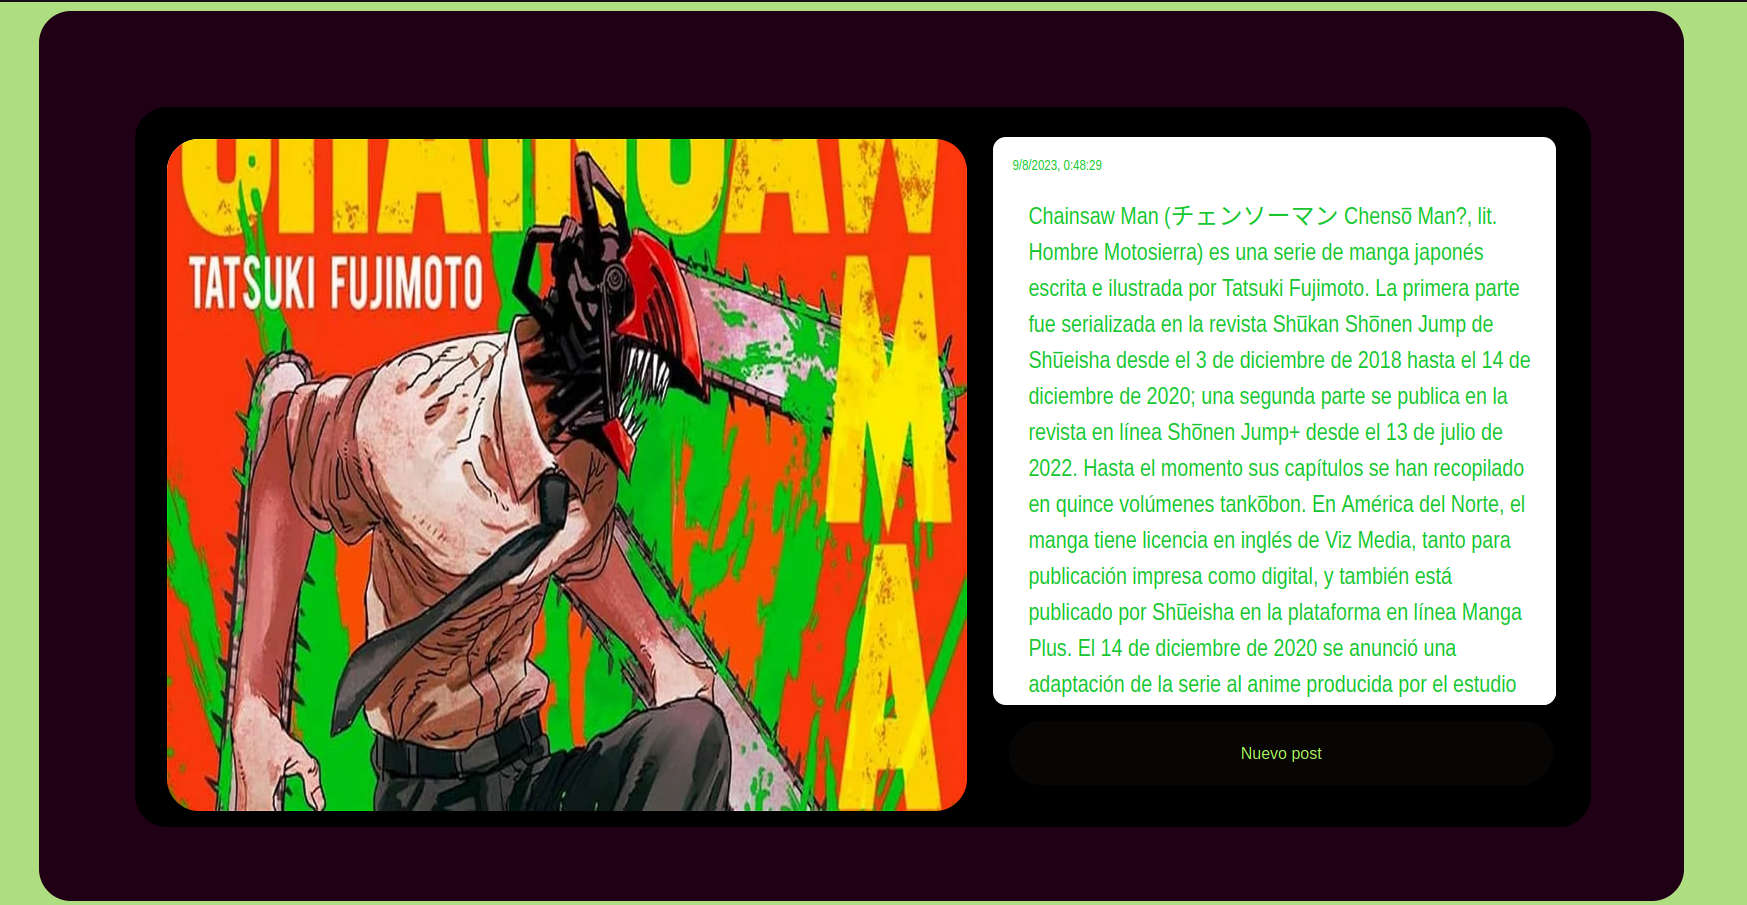 CHAINSAW
TATSUKI FUJIMOTO
M
A
9/8/2023, 0:48:29
Chainsaw Man (チェンソーマン Chensō Man?, lit.
Hombre Motosierra) es una serie de manga japonés
escrita e ilustrada por Tatsuki Fujimoto. La primera parte
fue serializada en la revista Shūkan Shōnen Jump de
Shūeisha desde el 3 de diciembre de 2018 hasta el 14 de
diciembre de 2020; una segunda parte se publica en la
revista en línea Shōnen Jump+ desde el 13 de julio de
2022. Hasta el momento sus capítulos se han recopilado
en quince volúmenes tankōbon. En América del Norte, el
manga tiene licencia en inglés de Viz Media, tanto para
publicación impresa como digital, y también está
publicado por Shūeisha en la plataforma en línea Manga
Plus. El 14 de diciembre de 2020 se anunció una
adaptación de la serie al anime producida por el estudio
Nuevo post